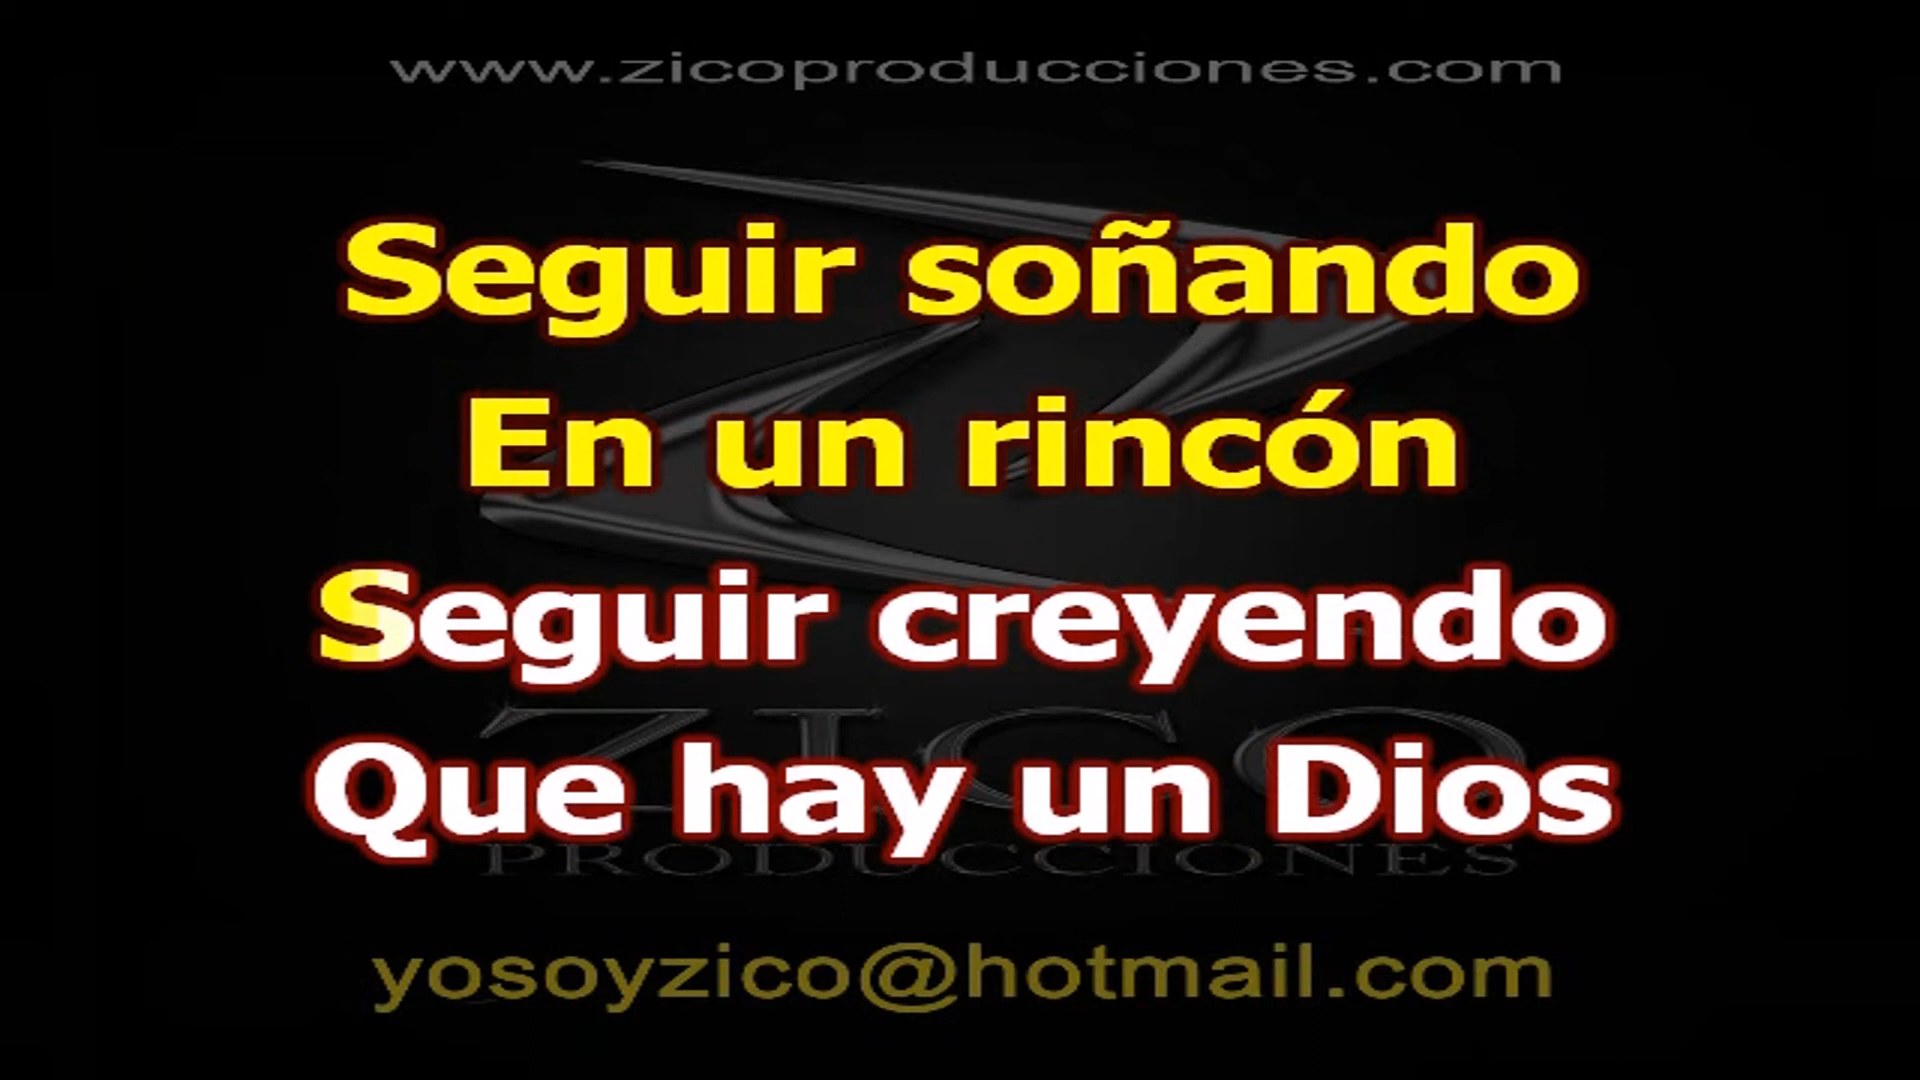 www.zicoproducciones.com
Seguir soñando
En un rincón
Seguir creyendo
Que hay un Dios
ZICO
PRODUCCIONES
yosoyzico@hotmail.com